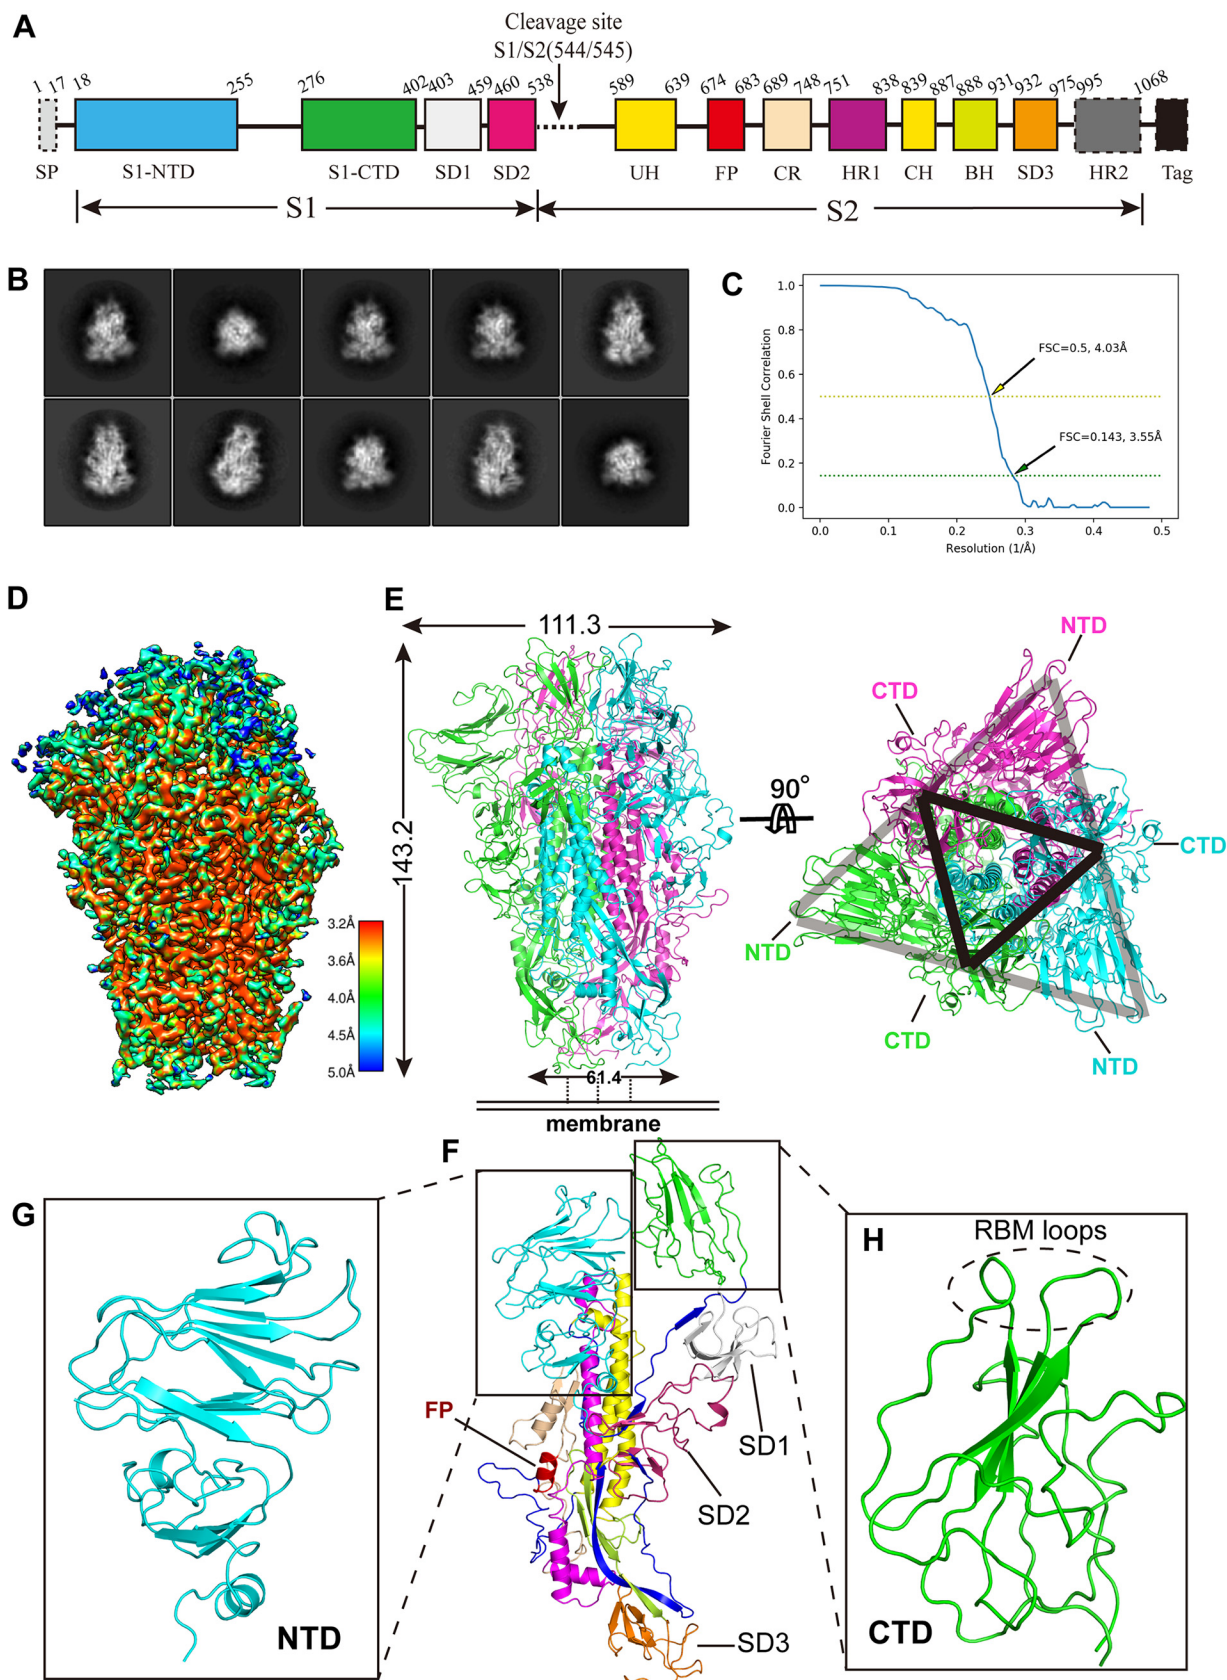 A
Cleavage site
S1/S2(544/545)
1 17 18 255 276 402 403 459 460 538 589 639 674 683 689 748 751 838 839 887 888 931 932 975 995 1068
SP S1-NTD S1-CTD SD1 SD2 UH FP CR HR1 CH BH SD3 HR2 Tag
S1 S2
B
C
1.0
0.8
0.6
0.4
0.2
0.0
Fourier Shell Correlation
FSC=0.5, 4.03Å
FSC=0.143, 3.55Å
0.0 0.1 0.2 0.3 0.4 0.5
Resolution (1/Å)
D
3.2Å
3.6Å
4.0Å
4.5Å
5.0Å
E
111.3
143.2
61.4
membrane
90°
NTD
CTD
CTD
NTD
CTD
NTD
F
FP
SD1
SD2
SD3
G
NTD
H
RBM loops
CTD